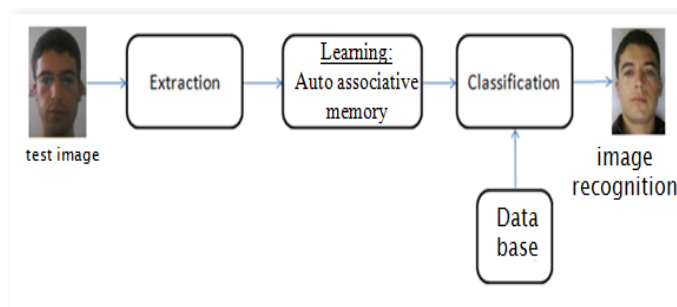 test image
Extraction
Learning:
Auto associative
memory
Classification
image
recognition
Data
base